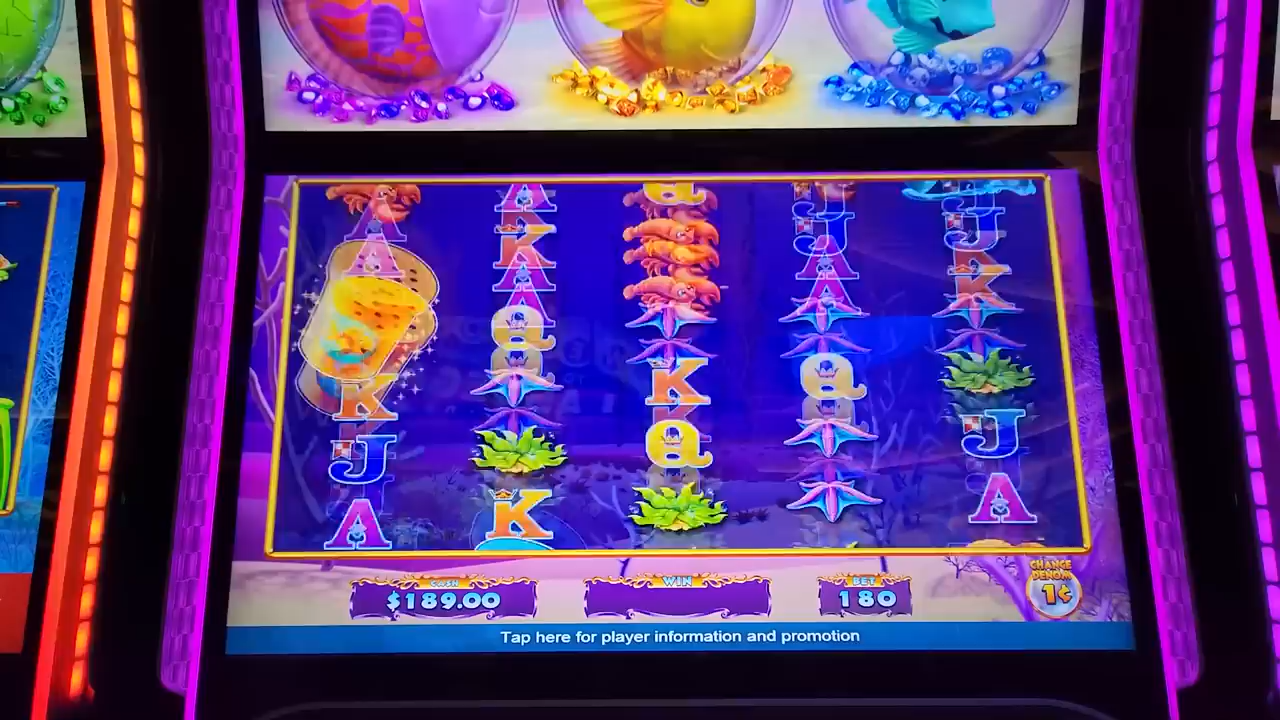 A
A
K
J
A
A
K
A
A
Q
K
Q
K
Q
J
J
A
A
Q
J
J
K
J
A
CASH
$189.00
WIN
BET
180
CHANGE
DENOM
1¢
Tap here for player information and promotion